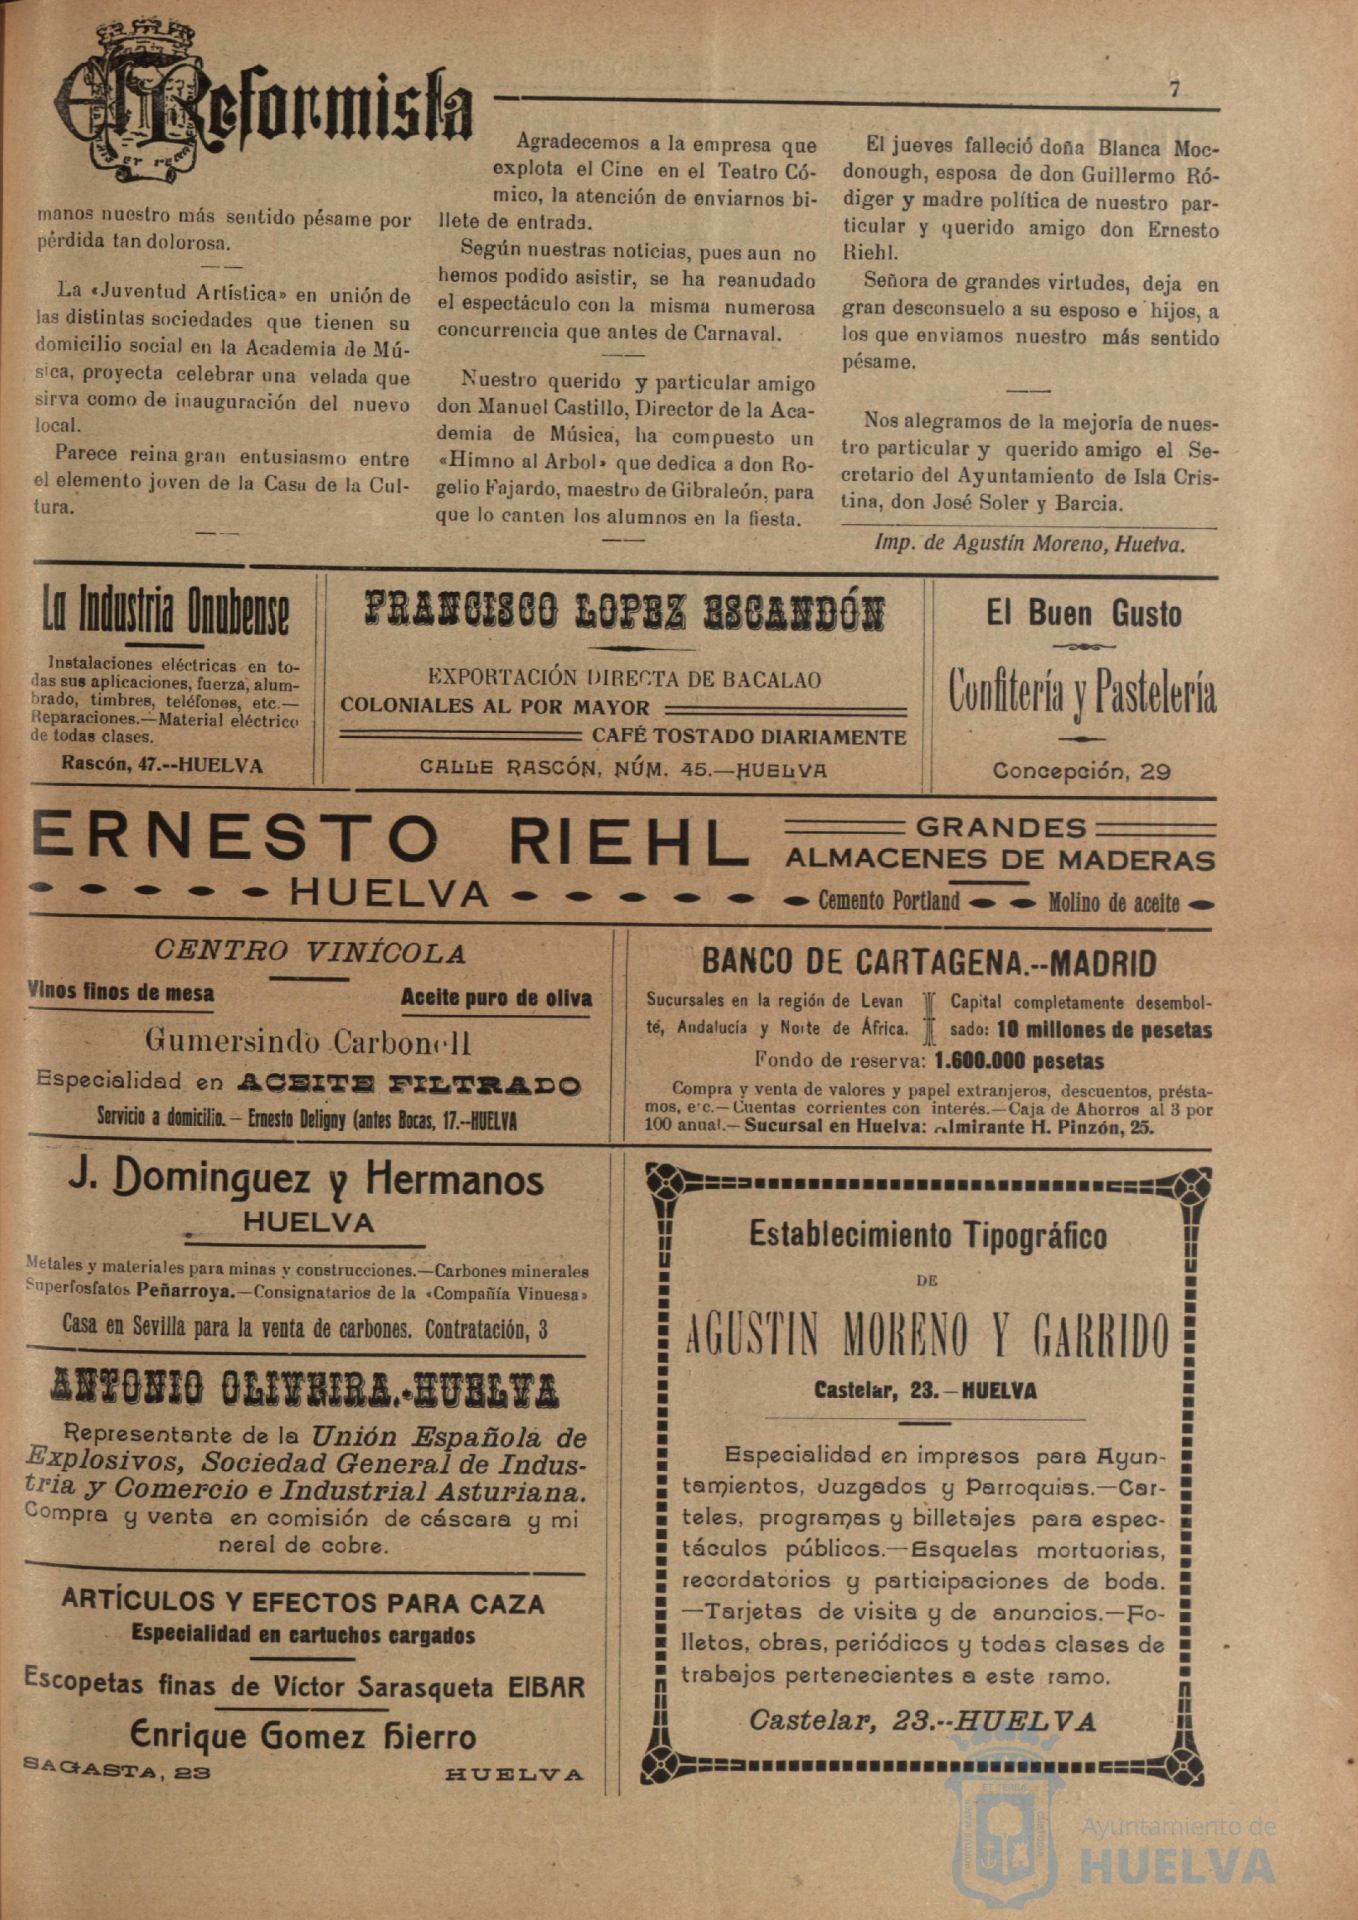 El Reformista
7
manos nuestro más sentido pésame por
pérdida tan dolorosa.
La «Juventud Artística» en unión de
las distintas sociedades que tienen su
domicilio social en la Academia de Mú-
sica, proyecta celebrar una velada que
sirva como de inauguración del nuevo
local.
Parece reina gran entusiasmo entre
el elemento joven de la Casa de la Cul-
tura.
Agradecemos a la empresa que
explota el Cine en el Teatro Có-
mico, la atención de enviarnos bi-
llete de entrada.
Según nuestras noticias, pues aun no
hemos podido asistir, se ha reanudado
el espectáculo con la misma numerosa
concurrencia que antes de Carnaval.
Nuestro querido y particular amigo
don Manuel Castillo, Director de la Aca-
demia de Música, ha compuesto un
«Himno al Arbol» que dedica a don Ro-
gelio Fajardo, maestro de Gibraleón, para
que lo canten los alumnos en la fiesta.
El jueves falleció doña Blanca Moc-
donough, esposa de don Guillermo Ró-
diger y madre política de nuestro par-
ticular y querido amigo don Ernesto
Riehl.
Señora de grandes virtudes, deja en
gran desconsuelo a su esposo e hijos, a
los que enviamos nuestro más sentido
pésame.
Nos alegramos de la mejoría de nues-
tro particular y querido amigo el Se-
cretario del Ayuntamiento de Isla Cris-
tina, don José Soler y Barcia.
Imp. de Agustín Moreno, Huelva.
La Industria Onubense
Instalaciones eléctricas en to-
das sus aplicaciones, fuerza, alum-
brado, timbres, teléfonos, etc.—
Reparaciones.—Material eléctrico
de todas clases.
Rascón, 47.--HUELVA
FRANCISCO LOPEZ ESCANDÓN
EXPORTACIÓN DIRECTA DE BACALAO
COLONIALES AL POR MAYOR
CAFÉ TOSTADO DIARIAMENTE
CALLE RASCÓN, NÚM. 45.—HUELVA
El Buen Gusto
Confitería y Pastelería
Concepción, 29
ERNESTO RIEHL
HUELVA
GRANDES
ALMACENES DE MADERAS
Cemento Portland Molino de aceite
CENTRO VINÍCOLA
Vinos finos de mesa Aceite puro de oliva
Gumersindo Carbonell
Especialidad en ACEITE FILTRADO
Servicio a domicilio.— Ernesto Deligny (antes Bocas, 17.--HUELVA
BANCO DE CARTAGENA.--MADRID
Sucursales en la región de Levan
te, Andalucía y Norte de África.
Capital completamente desembol-
sado: 10 millones de pesetas
Fondo de reserva: 1.600.000 pesetas
Compra y venta de valores y papel extranjeros, descuentos, présta-
mos, etc.—Cuentas corrientes con interés.—Caja de Ahorros al 3 por
100 anual.—Sucursal en Huelva: Almirante H. Pinzón, 25.
J. Dominguez y Hermanos
HUELVA
Metales y materiales para minas y construcciones.—Carbones minerales
Superfosfatos Peñarroya.—Consignatarios de la «Compañía Vinuesa»
Casa en Sevilla para la venta de carbones. Contratación, 3
ANTONIO OLIVEIRA.-HUELVA
Representante de la Unión Española de
Explosivos, Sociedad General de Indus-
tria y Comercio e Industrial Asturiana.
Compra y venta en comisión de cáscara y mi
neral de cobre.
ARTÍCULOS Y EFECTOS PARA CAZA
Especialidad en cartuchos cargados
Escopetas finas de Víctor Sarasqueta EIBAR
Enrique Gomez Hierro
SAGASTA, 23 HUELVA
Establecimiento Tipográfico
DE
AGUSTIN MORENO Y GARRIDO
Castelar, 23.—HUELVA
Especialidad en impresos para Ayun-
tamientos, Juzgados y Parroquias.—Car-
teles, programas y billetajes para espec-
táculos públicos.—Esquelas mortuorias,
recordatorios y participaciones de boda.
—Tarjetas de visita y de anuncios.—Fo-
lletos, obras, periódicos y todas clases de
trabajos pertenecientes a este ramo.
Castelar, 23.--HUELVA
Ayuntamiento de
HUELVA